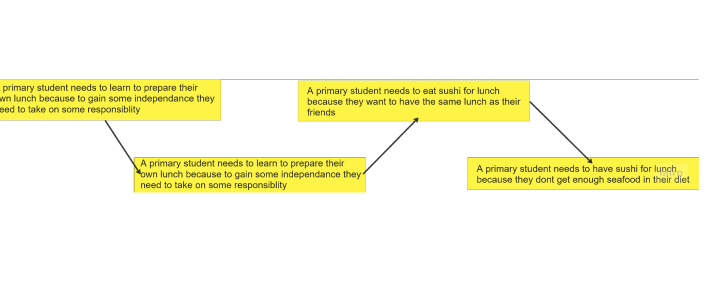 primary student needs to learn to prepare their
wn lunch because to gain some independance they
eed to take on some responsiblity
A primary student needs to eat sushi for lunch
because they want to have the same lunch as their
friends
A primary student needs to learn to prepare their
own lunch because to gain some independance they
need to take on some responsiblity
A primary student needs to have sushi for lunch
because they dont get enough seafood in their diet